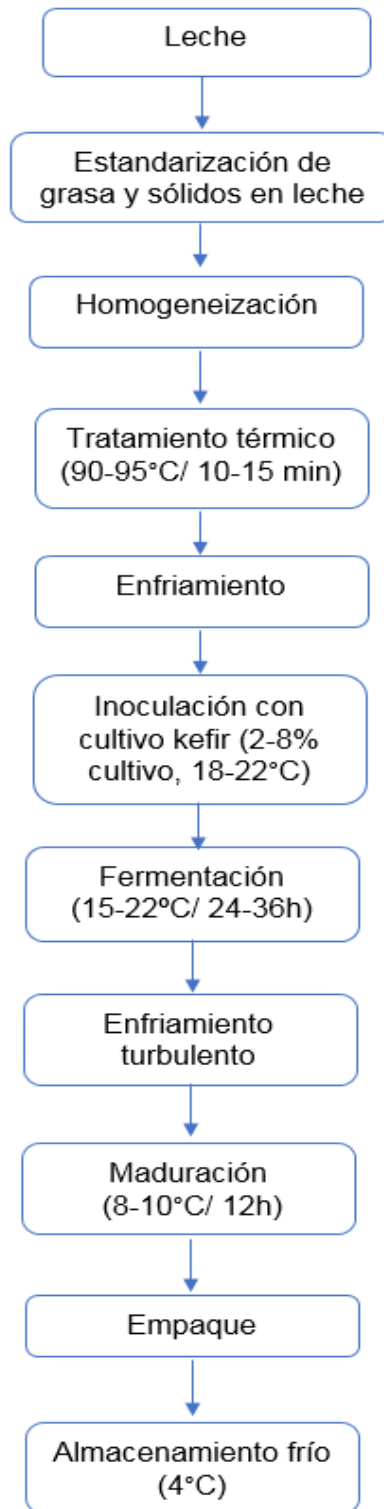 Leche
Estandarización de
grasa y sólidos en leche
Homogeneización
Tratamiento térmico
(90-95°C/ 10-15 min)
Enfriamiento
Inoculación con
cultivo kefir (2-8%
cultivo, 18-22°C)
Fermentación
(15-22ºC/ 24-36h)
Enfriamiento
turbulento
Maduración
(8-10°C/ 12h)
Empaque
Almacenamiento frío
(4°C)